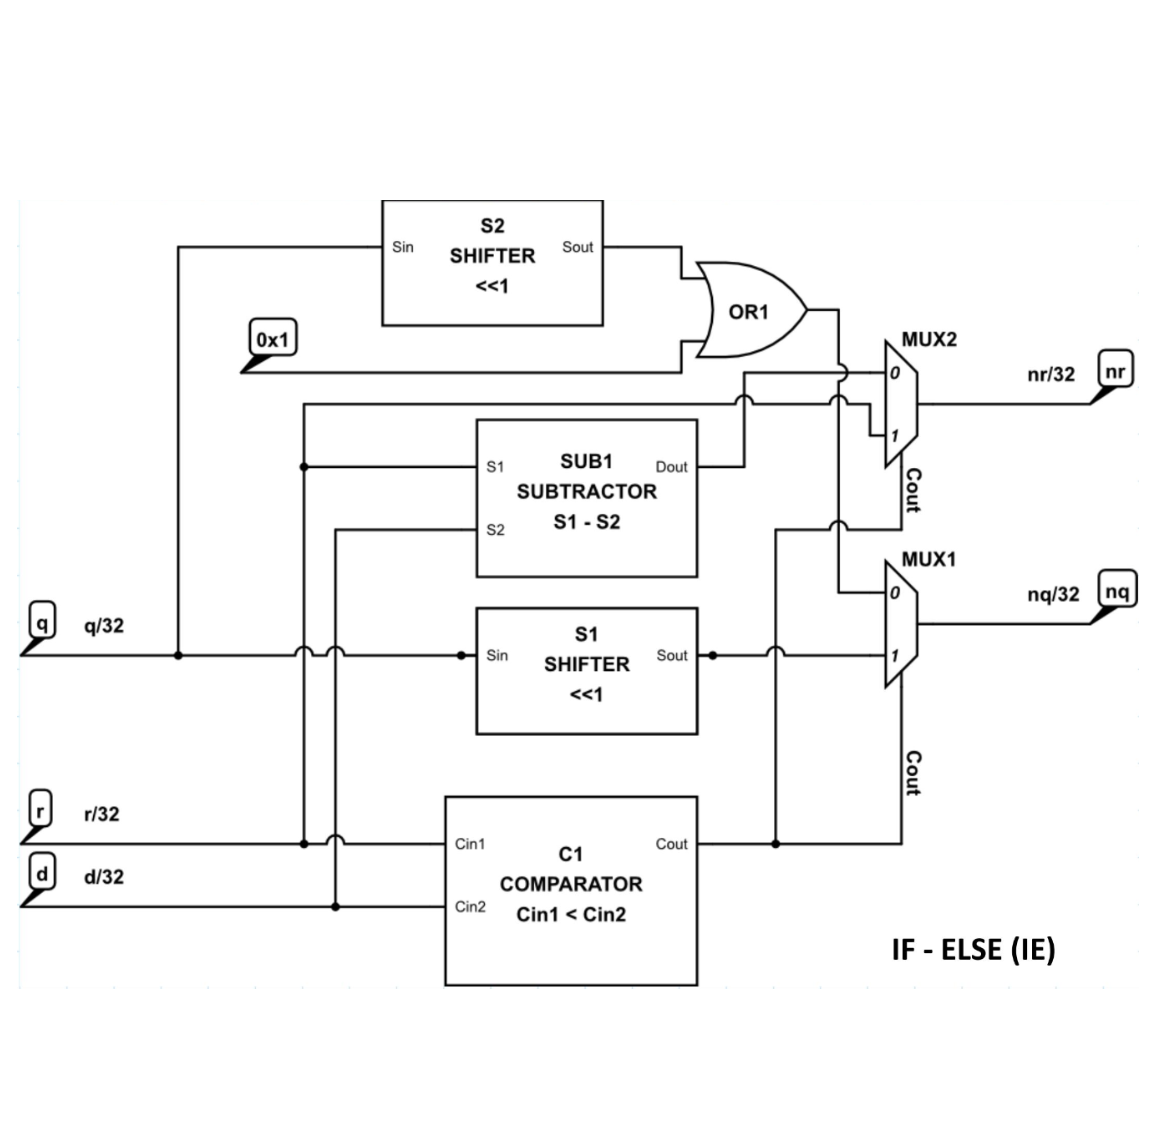 S2
SHIFTER
<<1
Sin
Sout
0x1
OR1
MUX2
0
1
nr/32
nr
Cout
SUB1
SUBTRACTOR
S1 - S2
S1
S2
Dout
MUX1
0
1
nq/32
nq
Cout
q
q/32
S1
SHIFTER
<<1
Sin
Sout
r
r/32
d
d/32
Cin1
Cin2
Cout
C1
COMPARATOR
Cin1 < Cin2
IF - ELSE (IE)